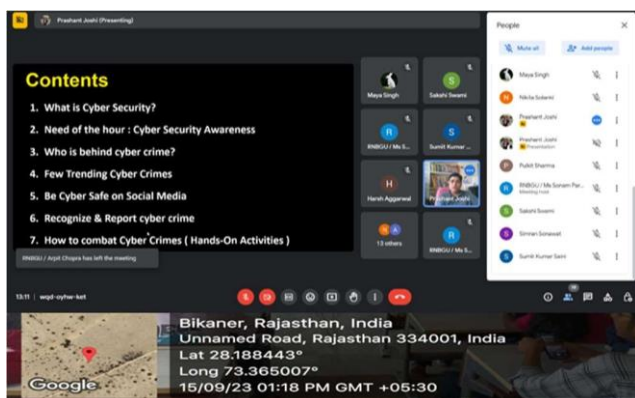 Prashant Joshi (Presenting)
Contents
1. What is Cyber Security?
2. Need of the hour : Cyber Security Awareness
3. Who is behind cyber crime?
4. Few Trending Cyber Crimes
5. Be Cyber Safe on Social Media
6. Recognize & Report cyber crime
7. How to combat Cyber Crimes ( Hands-On Activities )
RNBGU / Arpit Chopra has left the meeting
Maya Singh
S
Sakshi Swami
R
RNBGU / Ms S...
S
Sumit Kumar ...
H
Harsh Aggarwal
Prashant Joshi
N A
13 others
R
RNBGU / Ms S...
People
Mute all
Add people
Maya Singh
N
Prashant Joshi
Prashant Joshi
Presentation
P
Pulkit Sharma
R
RNBGU / Ms Sonam Par...
Meeting host
S
Sakshi Swami
S
Simran
S
Sumit Kumar Saini
13:11 | wqd-oyhw-ket
Bikaner, Rajasthan, India
Unnamed Road, Rajasthan 334001, India
Lat 28.188443°
Long 73.365007°
15/09/23 01:18 PM GMT +05:30
Google